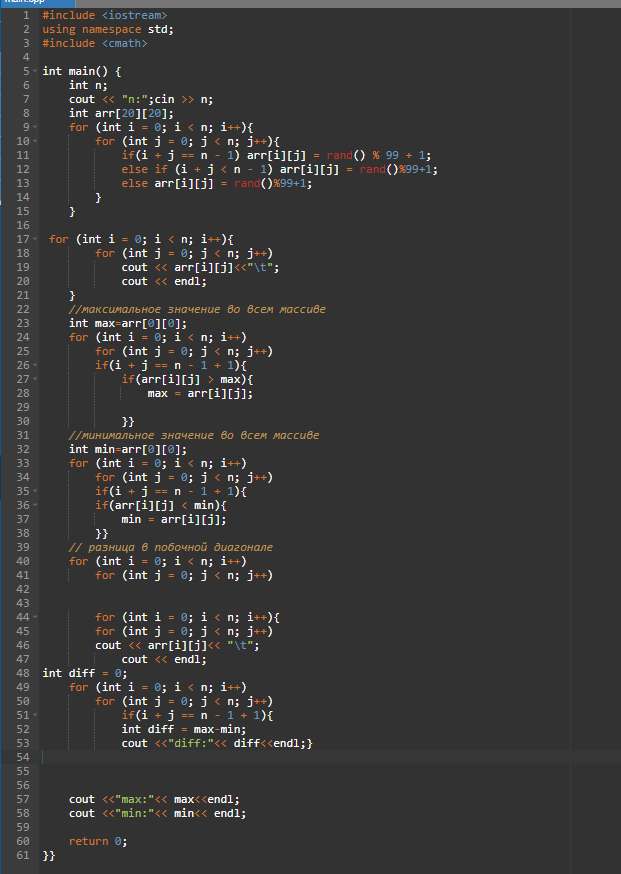 main.cpp
1 #include <iostream>
2 using namespace std;
3 #include <cmath>
4
5 int main() {
6 int n;
7 cout << "n:";cin >> n;
8 int arr[20][20];
9 for (int i = 0; i < n; i++){
10 for (int j = 0; j < n; j++){
11 if(i + j == n - 1) arr[i][j] = rand() % 99 + 1;
12 else if (i + j < n - 1) arr[i][j] = rand()%99+1;
13 else arr[i][j] = rand()%99+1;
14 }
15 }
16
17 for (int i = 0; i < n; i++){
18 for (int j = 0; j < n; j++)
19 cout << arr[i][j]<<"\t";
20 cout << endl;
21 }
22 //максимальное значение во всем массиве
23 int max=arr[0][0];
24 for (int i = 0; i < n; i++)
25 for (int j = 0; j < n; j++)
26 if(i + j == n - 1 + 1){
27 if(arr[i][j] > max){
28 max = arr[i][j];
29
30 }}
31 //минимальное значение во всем массиве
32 int min=arr[0][0];
33 for (int i = 0; i < n; i++)
34 for (int j = 0; j < n; j++)
35 if(i + j == n - 1 + 1){
36 if(arr[i][j] < min){
37 min = arr[i][j];
38 }}
39 // разница в побочной диагонале
40 for (int i = 0; i < n; i++)
41 for (int j = 0; j < n; j++)
42
43
44 for (int i = 0; i < n; i++){
45 for (int j = 0; j < n; j++)
46 cout << arr[i][j]<< "\t";
47 cout << endl;
48 int diff = 0;
49 for (int i = 0; i < n; i++)
50 for (int j = 0; j < n; j++)
51 if(i + j == n - 1 + 1){
52 int diff = max-min;
53 cout <<"diff:"<< diff<<endl;}
54
55
56
57 cout <<"max:"<< max<<endl;
58 cout <<"min:"<< min<< endl;
59
60 return 0;
61 }}